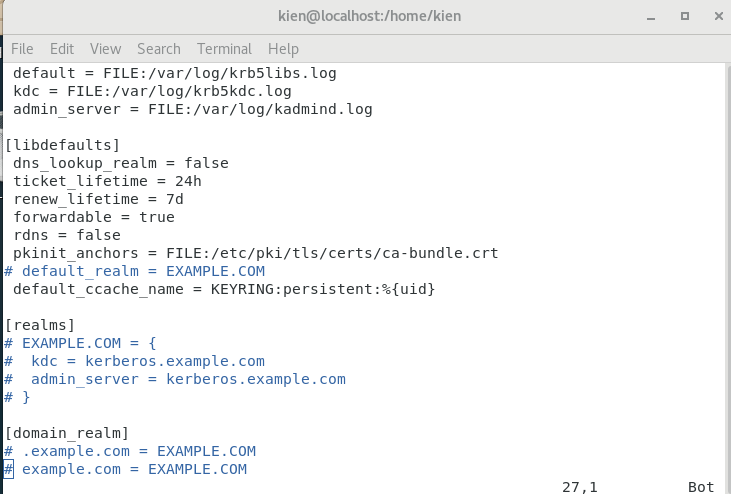 kien@localhost:/home/kien
File Edit View Search Terminal Help
default = FILE:/var/log/krb5libs.log
kdc = FILE:/var/log/krb5kdc.log
admin_server = FILE:/var/log/kadmind.log
[libdefaults]
dns_lookup_realm = false
ticket_lifetime = 24h
renew_lifetime = 7d
forwardable = true
rdns = false
pkinit_anchors = FILE:/etc/pki/tls/certs/ca-bundle.crt
# default_realm = EXAMPLE.COM
default_ccache_name = KEYRING:persistent:%{uid}
[realms]
# EXAMPLE.COM = {
#  kdc = kerberos.example.com
#  admin_server = kerberos.example.com
# }
[domain_realm]
# .example.com = EXAMPLE.COM
# example.com = EXAMPLE.COM
27,1 Bot